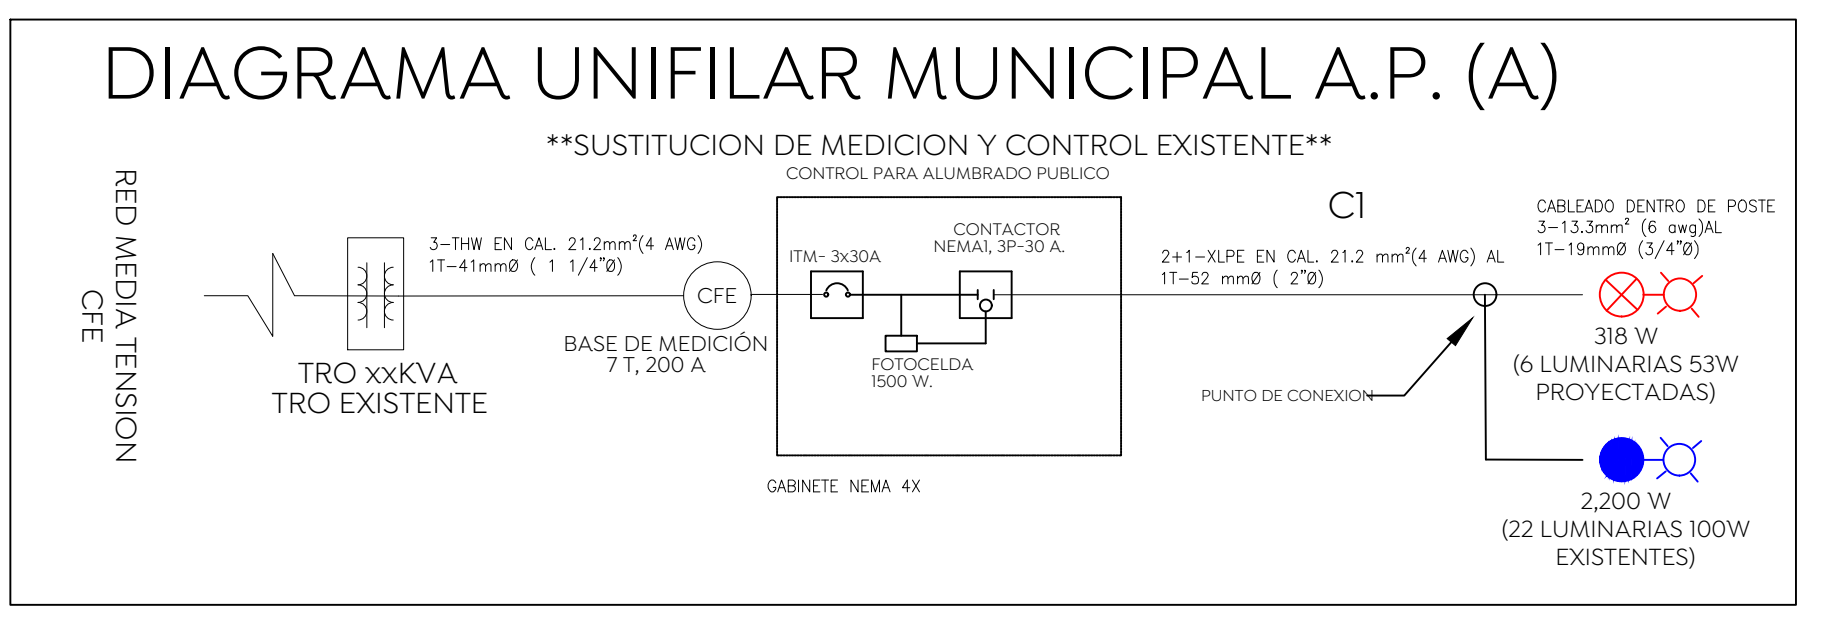 DIAGRAMA UNIFILAR MUNICIPAL A.P. (A)
**SUSTITUCION DE MEDICION Y CONTROL EXISTENTE**
CONTROL PARA ALUMBRADO PUBLICO
RED MEDIA TENSION
CFE
3-THW EN CAL. 21.2mm²(4 AWG)
1T-41mmØ ( 1 1/4"Ø)
TRO xxKVA
TRO EXISTENTE
CFE
BASE DE MEDICIÓN
7 T, 200 A
ITM- 3x30A
CONTACTOR
NEMA1, 3P-30 A.
FOTOCELDA
1500 W.
GABINETE NEMA 4X
C1
2+1-XLPE EN CAL. 21.2 mm²(4 AWG) AL
1T-52 mmØ ( 2"Ø)
PUNTO DE CONEXION
CABLEADO DENTRO DE POSTE
3-13.3mm² (6 awg)AL
1T-19mmØ (3/4"Ø)
318 W
(6 LUMINARIAS 53W
PROYECTADAS)
2,200 W
(22 LUMINARIAS 100W
EXISTENTES)